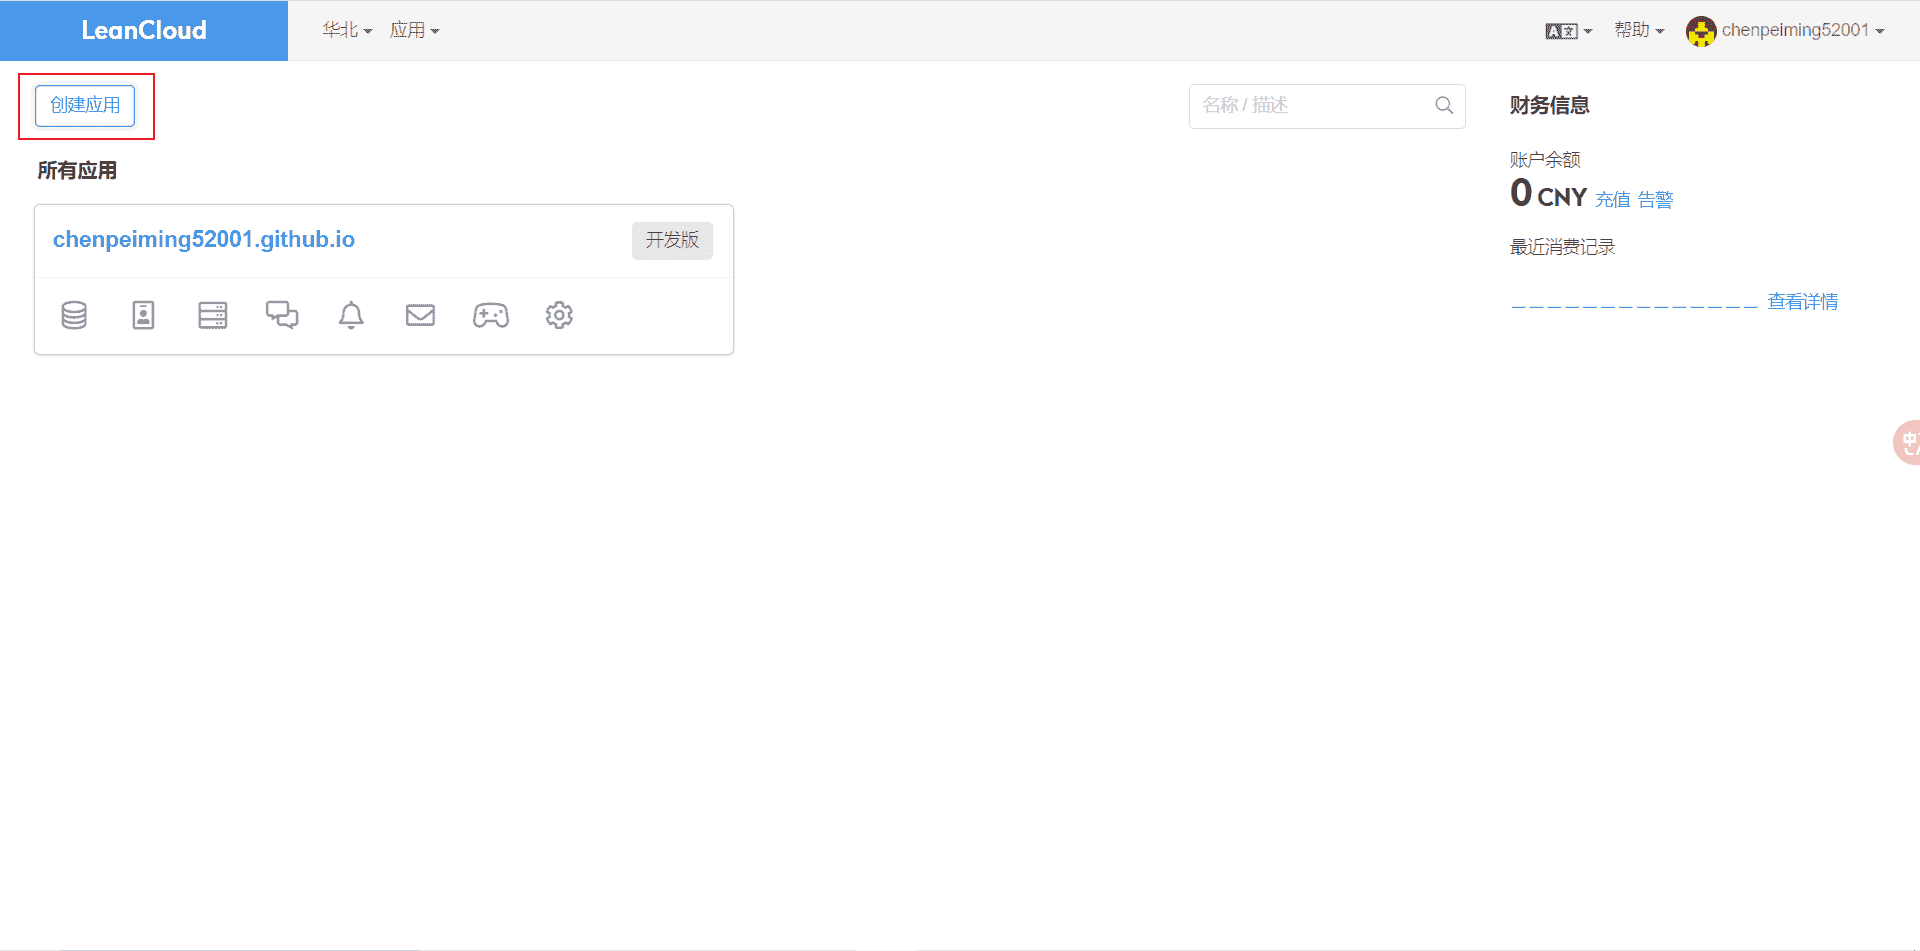 LeanCloud 华北 应用 帮助 chenpeiming52001
创建应用
名称 / 描述
所有应用
chenpeiming52001.github.io 开发版
财务信息
账户余额
0 CNY 充值 告警
最近消费记录
－－－－－－－－－－－－－－ 查看详情
中